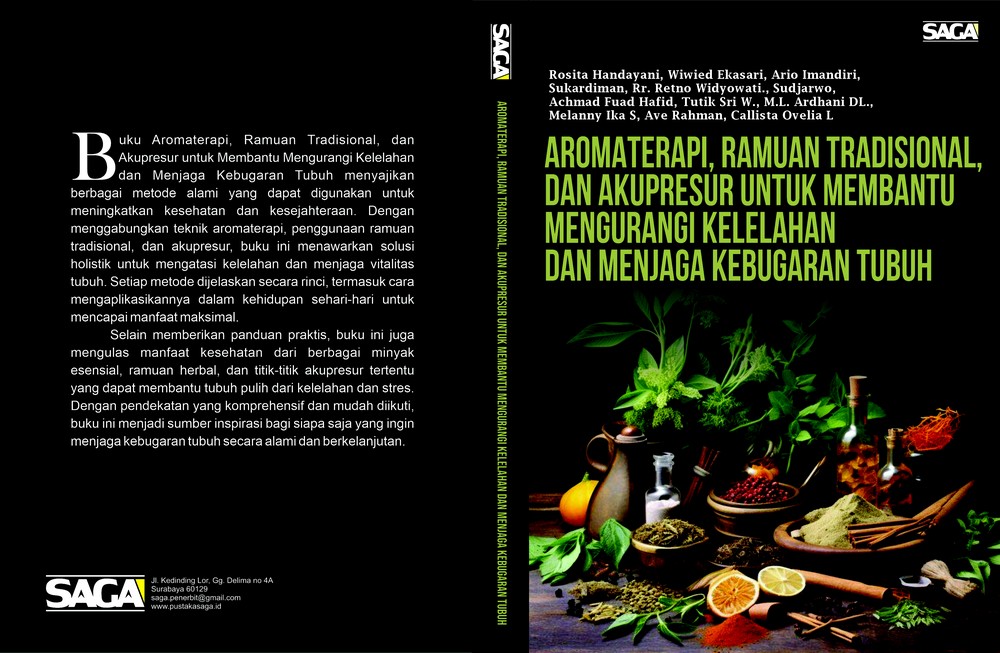 Buku Aromaterapi, Ramuan Tradisional, dan
Akupresur untuk Membantu Mengurangi Kelelahan
dan Menjaga Kebugaran Tubuh menyajikan
berbagai metode alami yang dapat digunakan untuk
meningkatkan kesehatan dan kesejahteraan. Dengan
menggabungkan teknik aromaterapi, penggunaan ramuan
tradisional, dan akupresur, buku ini menawarkan solusi
holistik untuk mengatasi kelelahan dan menjaga vitalitas
tubuh. Setiap metode dijelaskan secara rinci, termasuk cara
mengaplikasikannya dalam kehidupan sehari-hari untuk
mencapai manfaat maksimal.
Selain memberikan panduan praktis, buku ini juga
mengulas manfaat kesehatan dari berbagai minyak
esensial, ramuan herbal, dan titik-titik akupresur tertentu
yang dapat membantu tubuh pulih dari kelelahan dan stres.
Dengan pendekatan yang komprehensif dan mudah diikuti,
buku ini menjadi sumber inspirasi bagi siapa saja yang ingin
menjaga kebugaran tubuh secara alami dan berkelanjutan.
SAGA
Jl. Kedinding Lor, Gg. Delima no 4A
Surabaya 60129
saga.penerbit@gmail.com
www.pustakasaga.id
SAGA
AROMATERAPI, RAMUAN TRADISIONAL, DAN AKUPRESUR UNTUK MEMBANTU MENGURANGI KELELAHAN DAN MENJAGA KEBUGARAN TUBUH
SAGA
Rosita Handayani, Wiwied Ekasari, Ario Imandiri,
Sukardiman, Rr. Retno Widyowati., Sudjarwo,
Achmad Fuad Hafid, Tutik Sri W., M.L. Ardhani DL.,
Melanny Ika S, Ave Rahman, Callista Ovelia L
AROMATERAPI, RAMUAN TRADISIONAL,
DAN AKUPRESUR UNTUK MEMBANTU
MENGURANGI KELELAHAN
DAN MENJAGA KEBUGARAN TUBUH